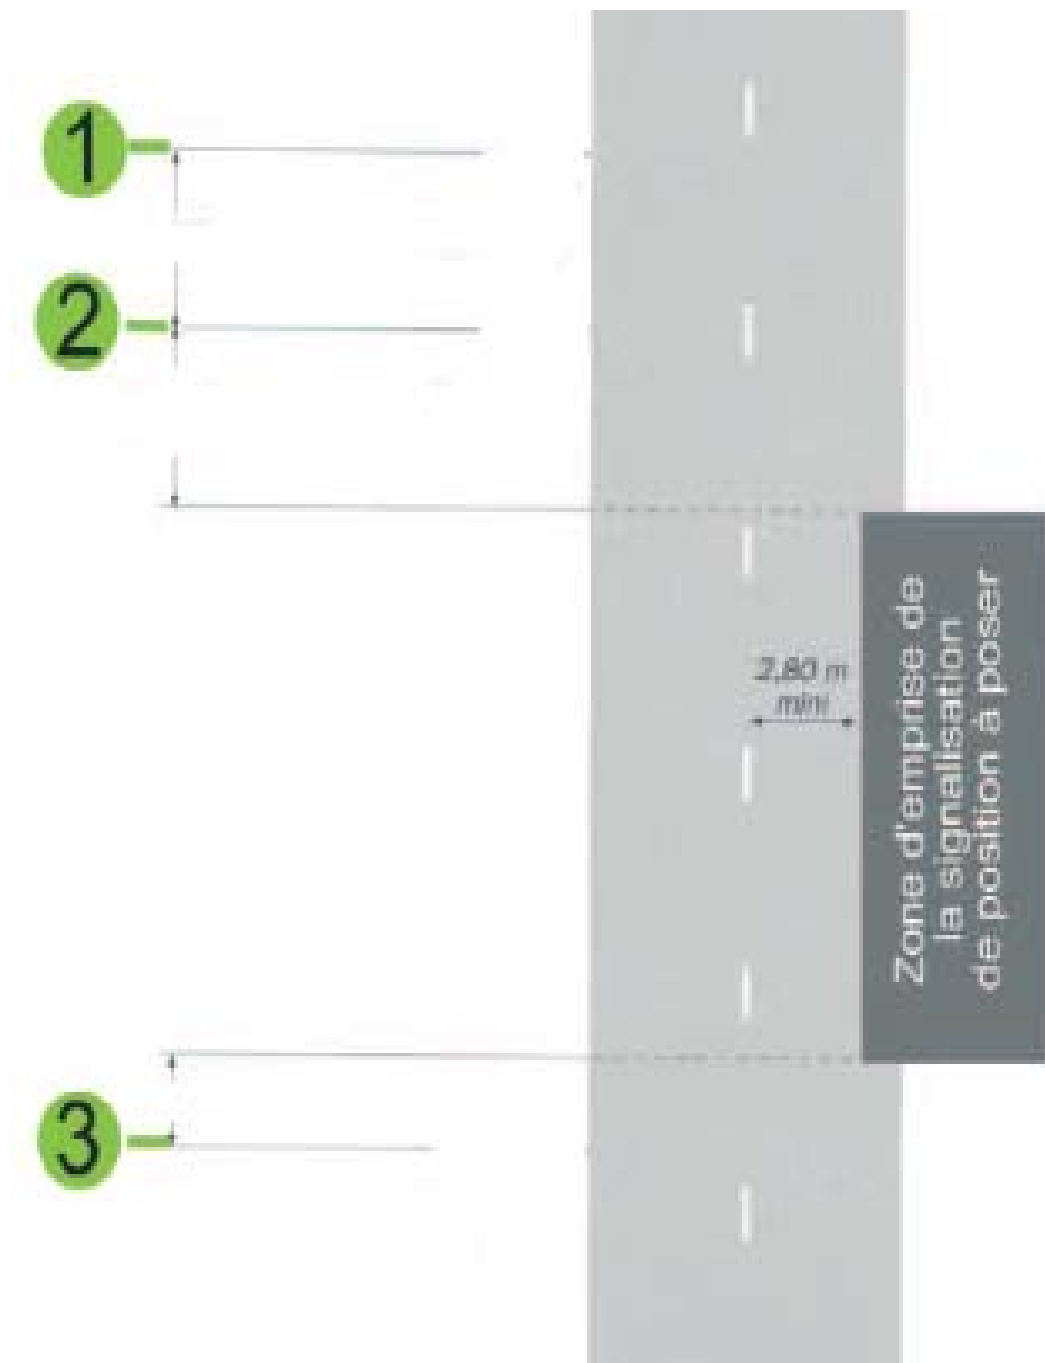 1
2
2,80 m
mini
Zone d'emprise de
la signalisation
de position à poser
3